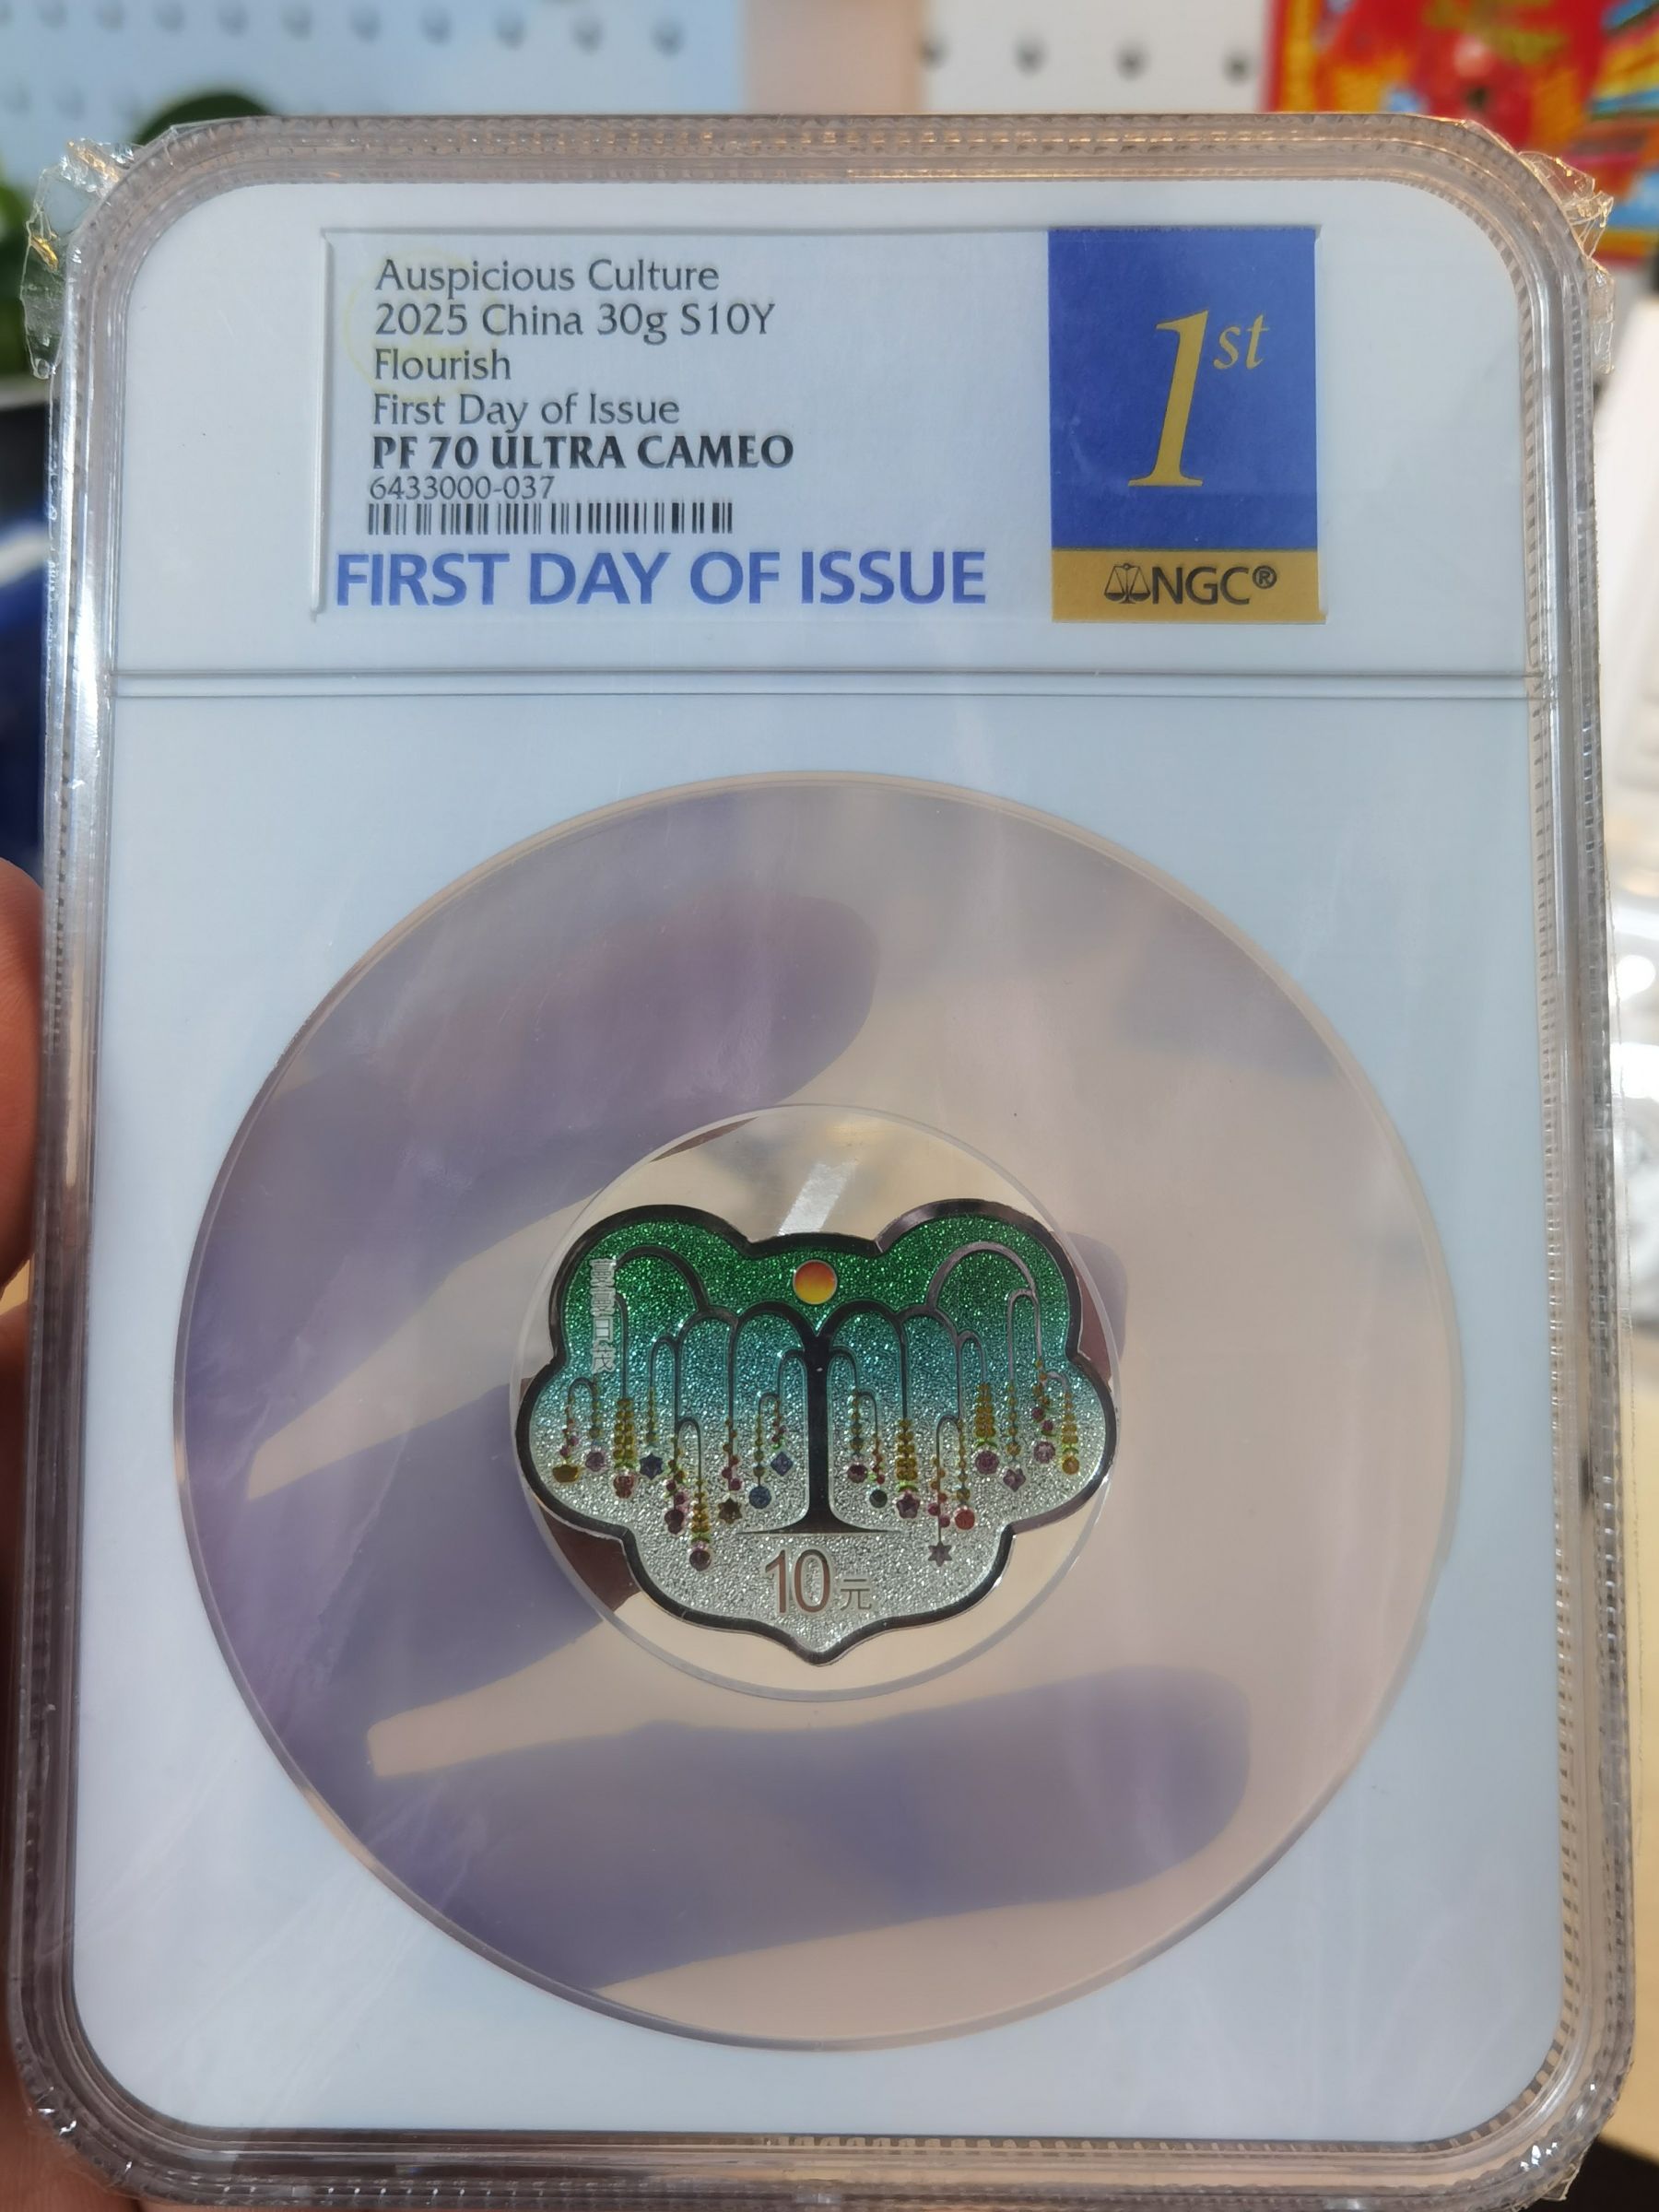 Auspicious Culture
2025 China 30g S10Y
Flourish
First Day of Issue
PF 70 ULTRA CAMEO
6433000-037
FIRST DAY OF ISSUE
1st
NGC®
10元